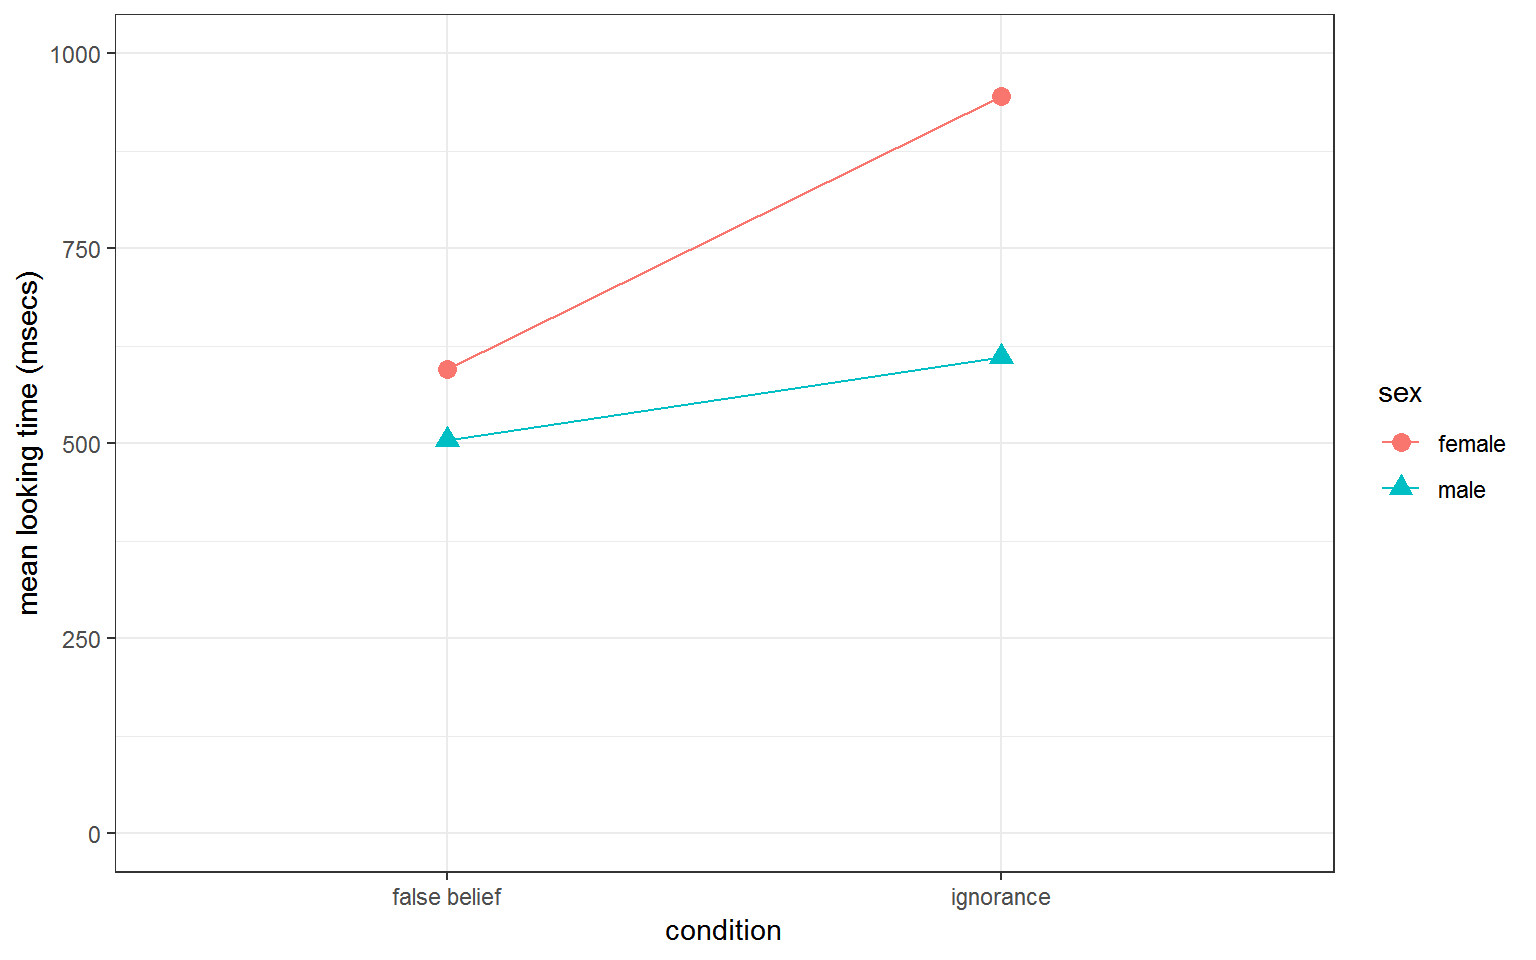 1000
750
500
250
0
mean looking time (msecs)
false belief
ignorance
condition
sex
female
male